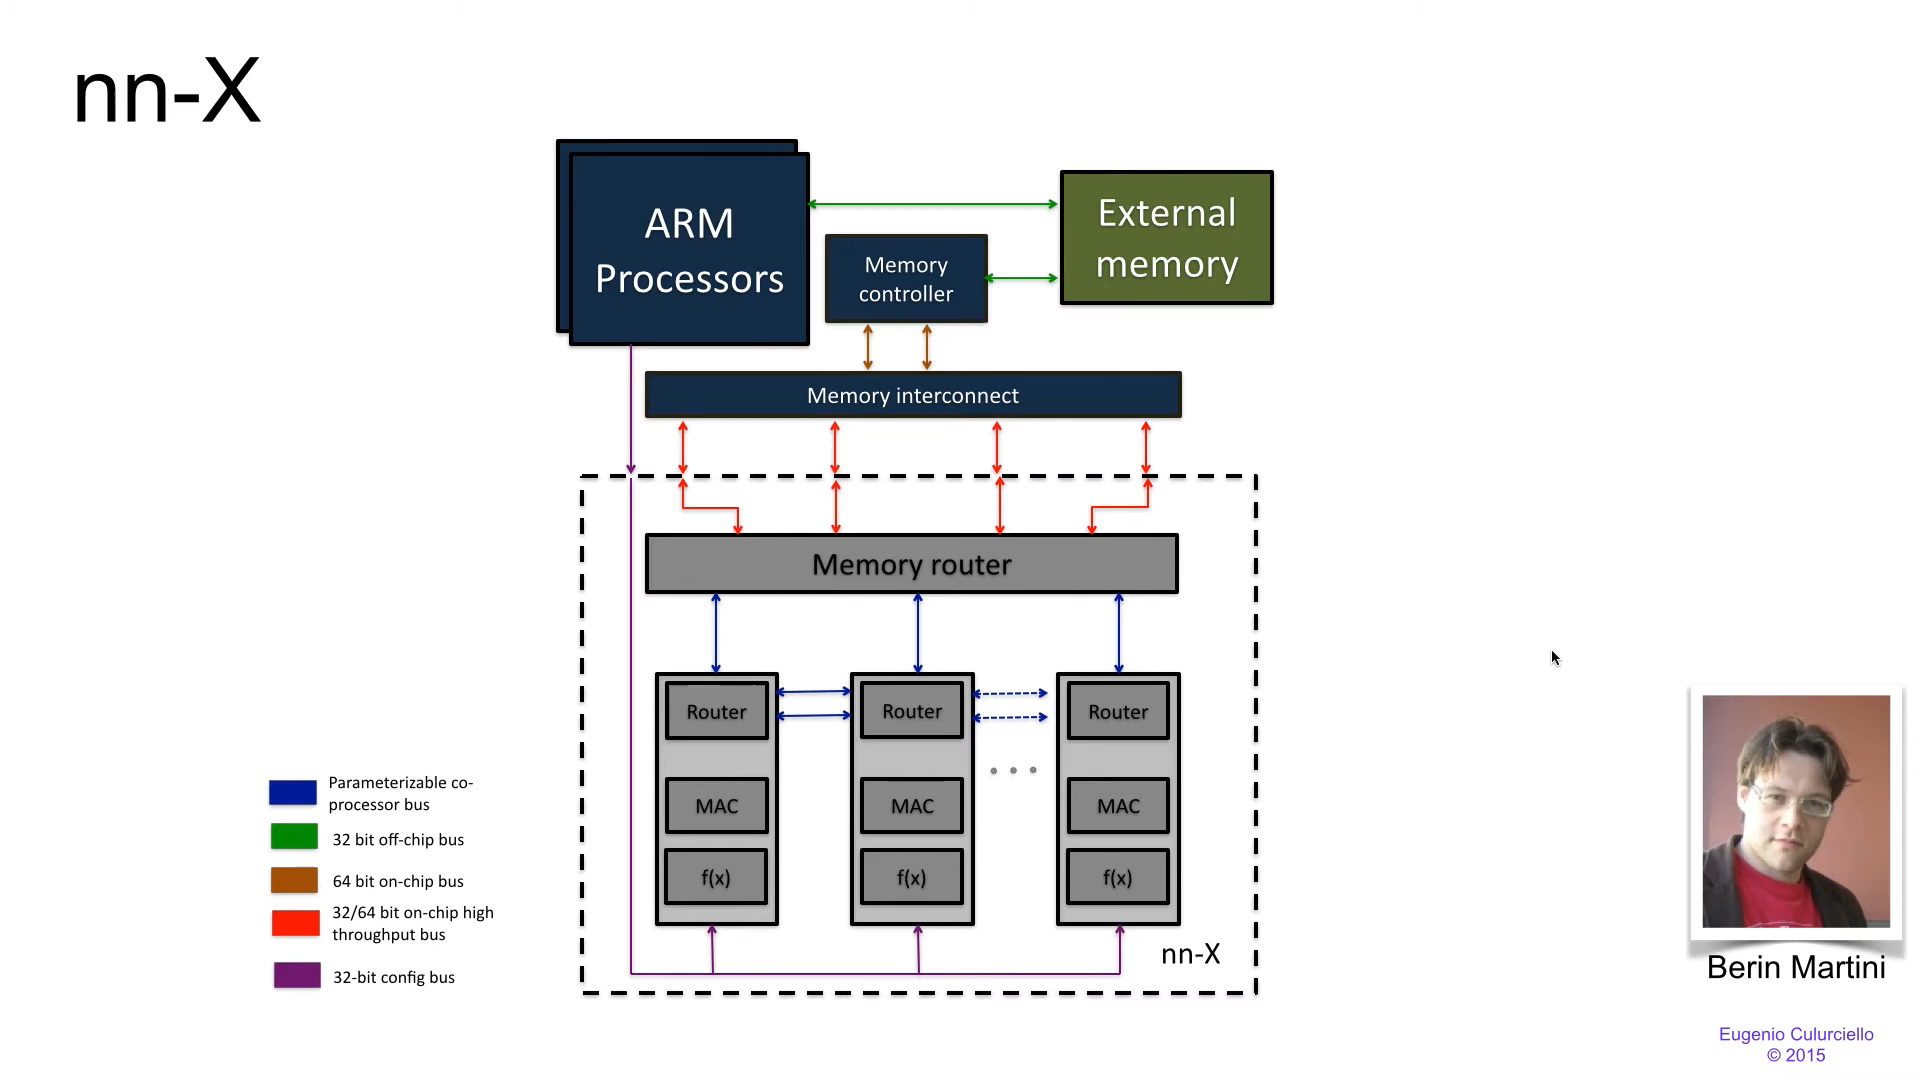 nn-X
ARM
Processors
External
memory
Memory
controller
Memory interconnect
Memory router
Router
Router
Router
MAC
MAC
MAC
f(x)
f(x)
f(x)
nn-X
Parameterizable co-
processor bus
32 bit off-chip bus
64 bit on-chip bus
32/64 bit on-chip high
throughput bus
32-bit config bus
Berin Martini
Eugenio Culurciello
© 2015